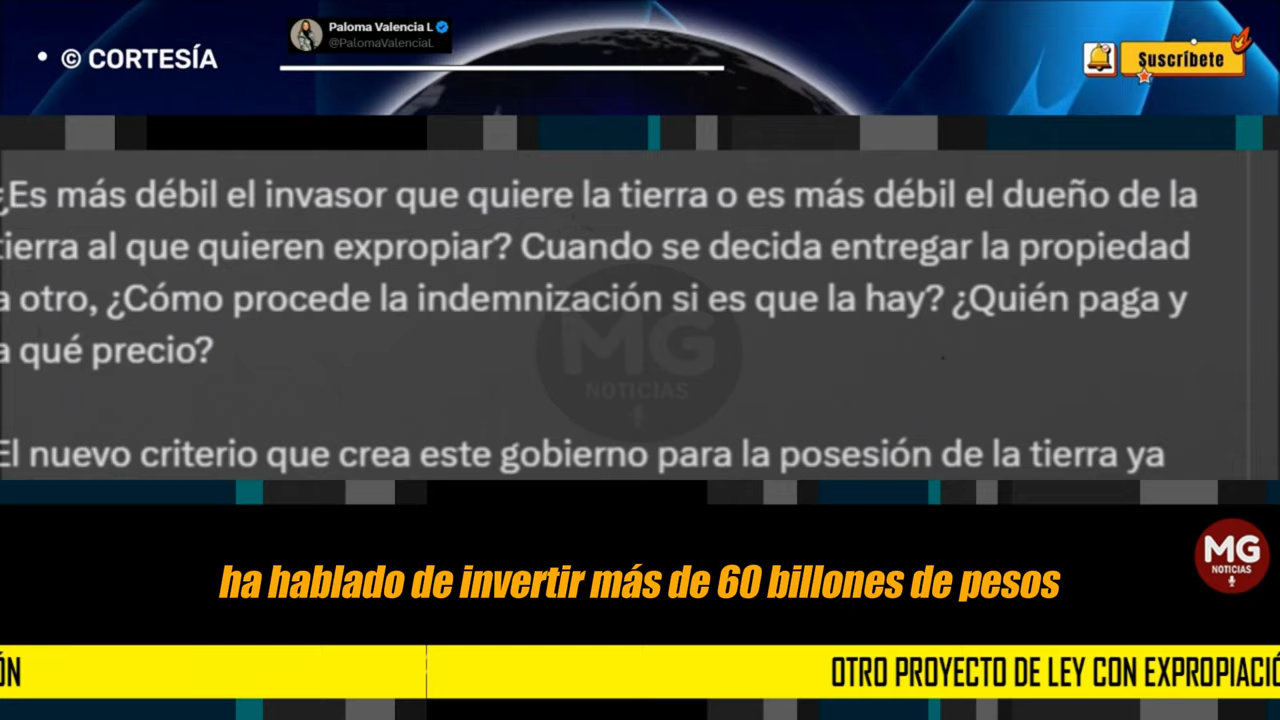 • © CORTESÍA
Paloma Valencia L
@PalomaValenciaL
Suscríbete
¿Es más débil el invasor que quiere la tierra o es más débil el dueño de la
tierra al que quieren expropiar? Cuando se decida entregar la propiedad
a otro, ¿Cómo procede la indemnización si es que la hay? ¿Quién paga y
a qué precio?
MG
NOTICIAS
El nuevo criterio que crea este gobierno para la posesión de la tierra ya
ha hablado de invertir más de 60 billones de pesos
MG
NOTICIAS
ÓN
OTRO PROYECTO DE LEY CON EXPROPIACIÓ